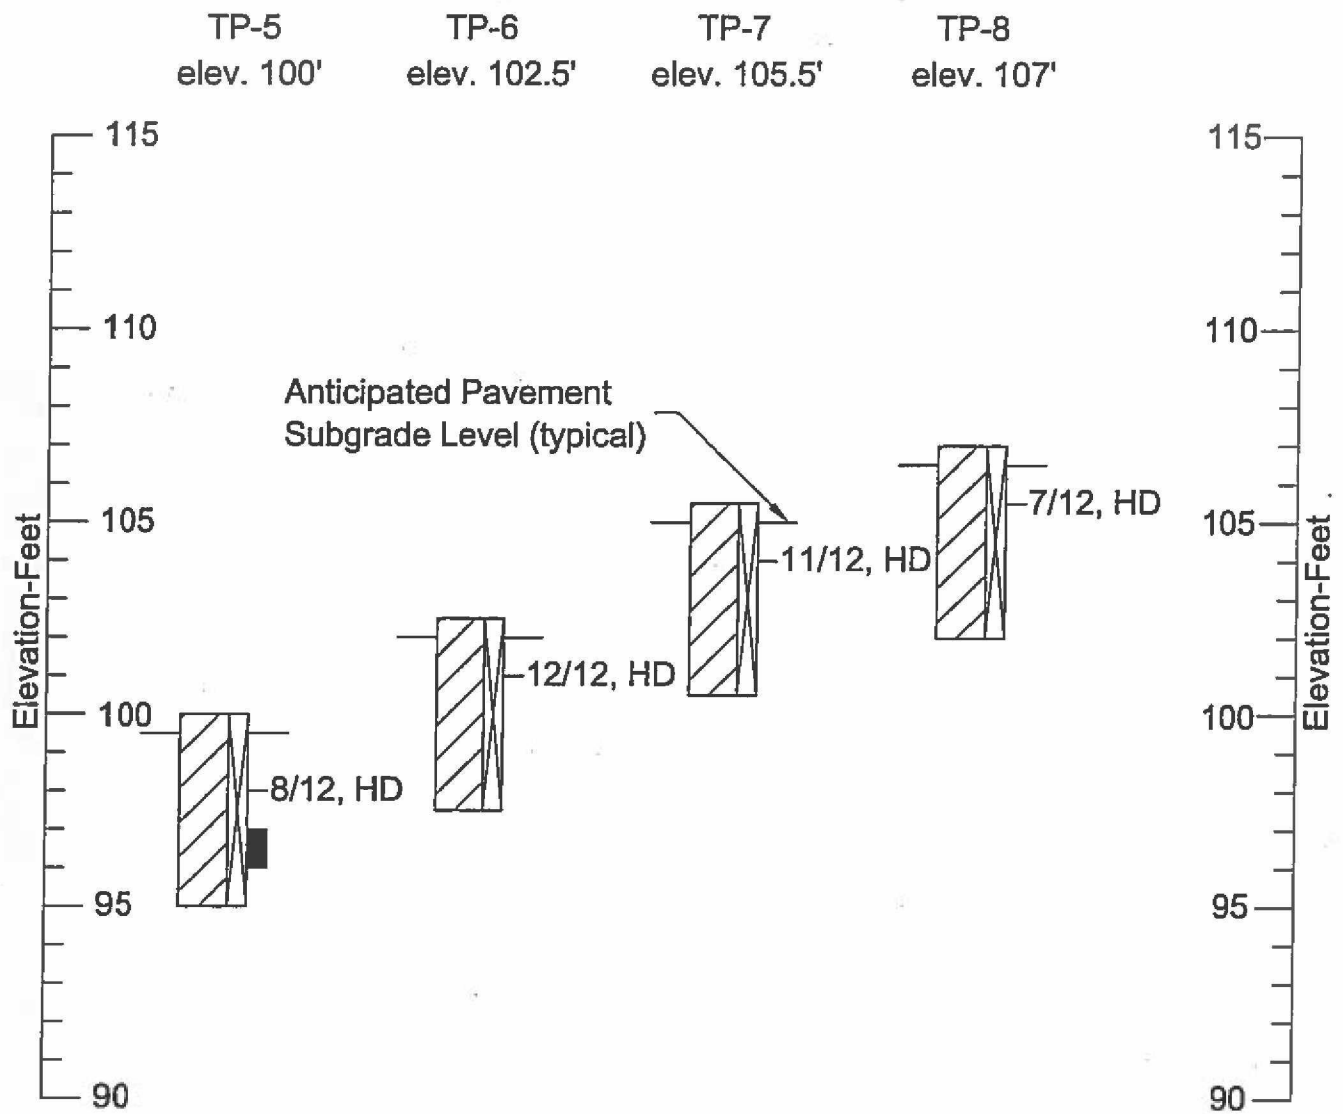 TP-5
elev. 100'
TP-6
elev. 102.5'
TP-7
elev. 105.5'
TP-8
elev. 107'
Elevation-Feet
115
110
105
100
95
90
Anticipated Pavement
Subgrade Level (typical)
8/12, HD
12/12, HD
11/12, HD
7/12, HD
115
110
105
100
95
90
Elevation-Feet